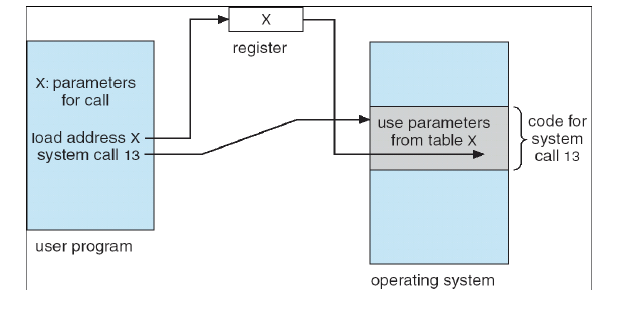 X
register
X: parameters
for call
load address X
system call 13
user program
use parameters
from table X
code for
system
call 13
operating system